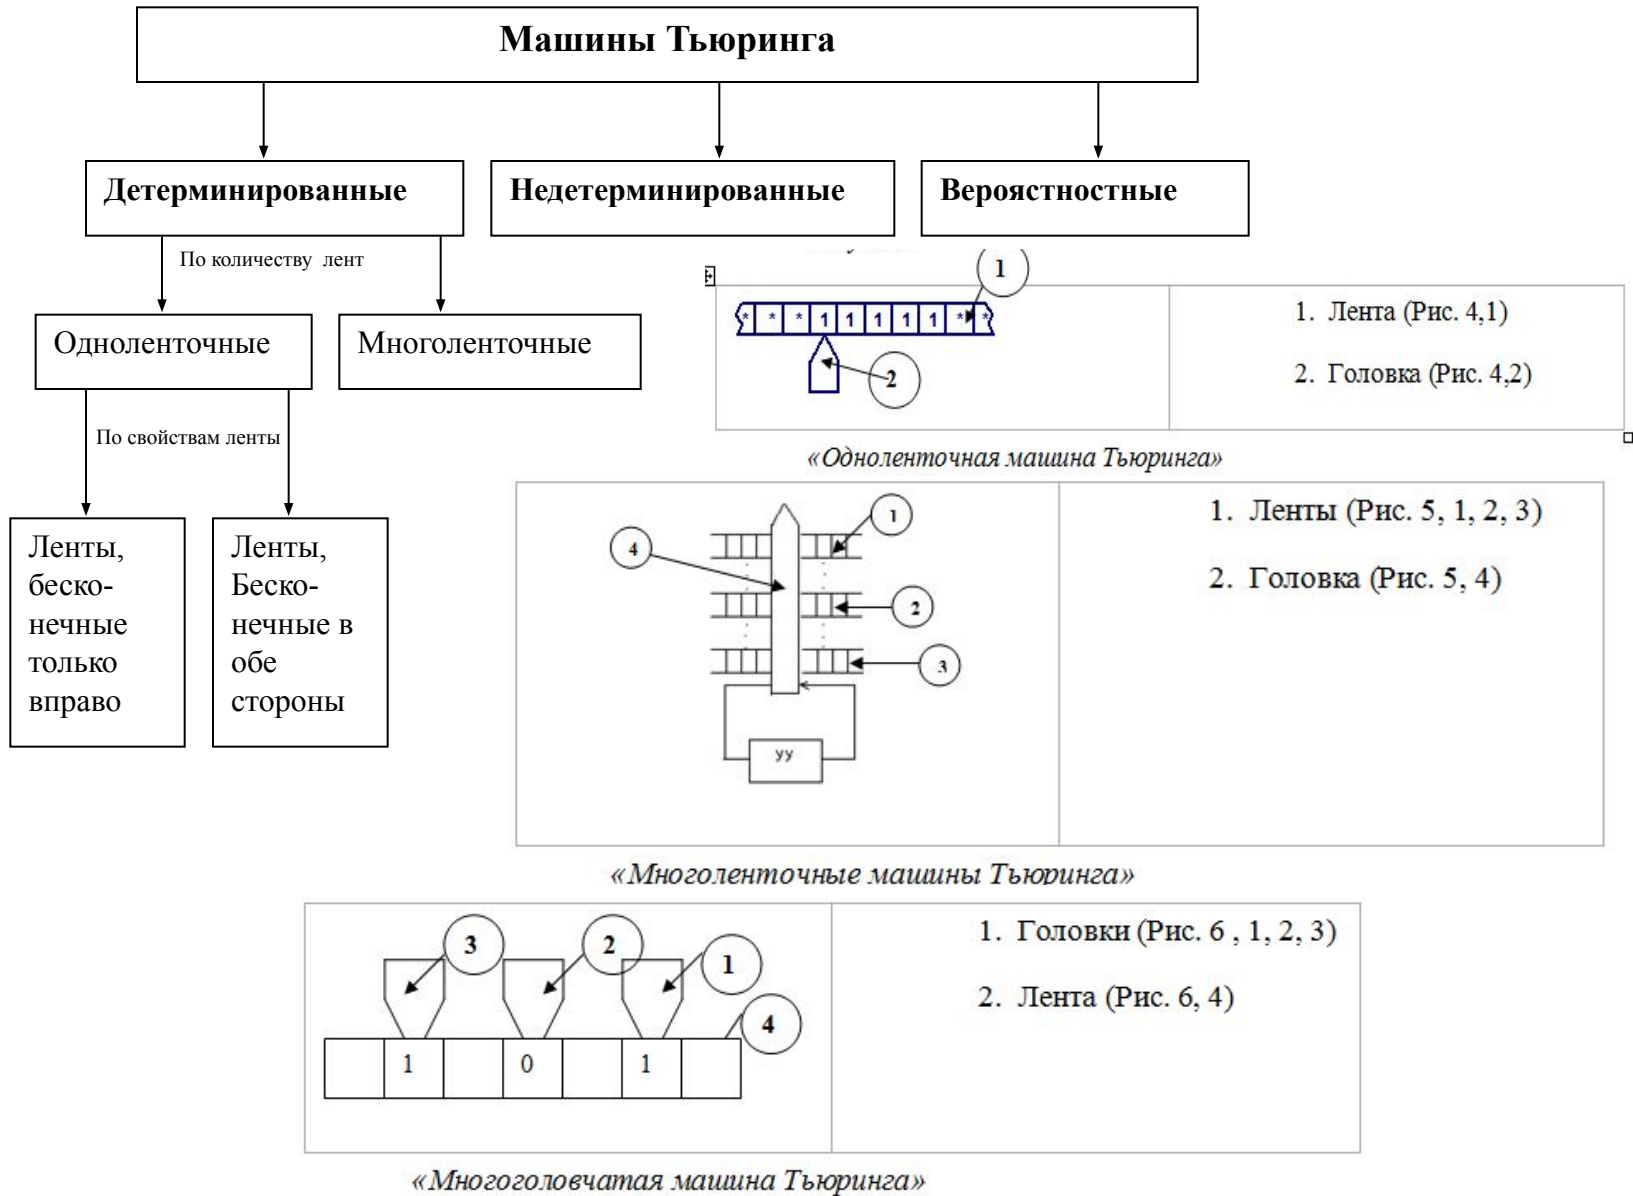 Машины Тьюринга
Детерминированные
Недетерминированные
Вероястностные
По количеству лент
Одноленточные
Многоленточные
По свойствам ленты
Ленты,
беско-
нечные
только
вправо
Ленты,
Беско-
нечные в
обе
стороны
1
* * * 1 1 1 1 1 * *
2
1. Лента (Рис. 4,1)
2. Головка (Рис. 4,2)
«Одноленточная машина Тьюринга»
1
4
2
3
УУ
1. Ленты (Рис. 5, 1, 2, 3)
2. Головка (Рис. 5, 4)
«Многоленточные машины Тьюринга»
3
2
1
4
1 0 1
1. Головки (Рис. 6 , 1, 2, 3)
2. Лента (Рис. 6, 4)
«Многоголовчатая машина Тьюринга»